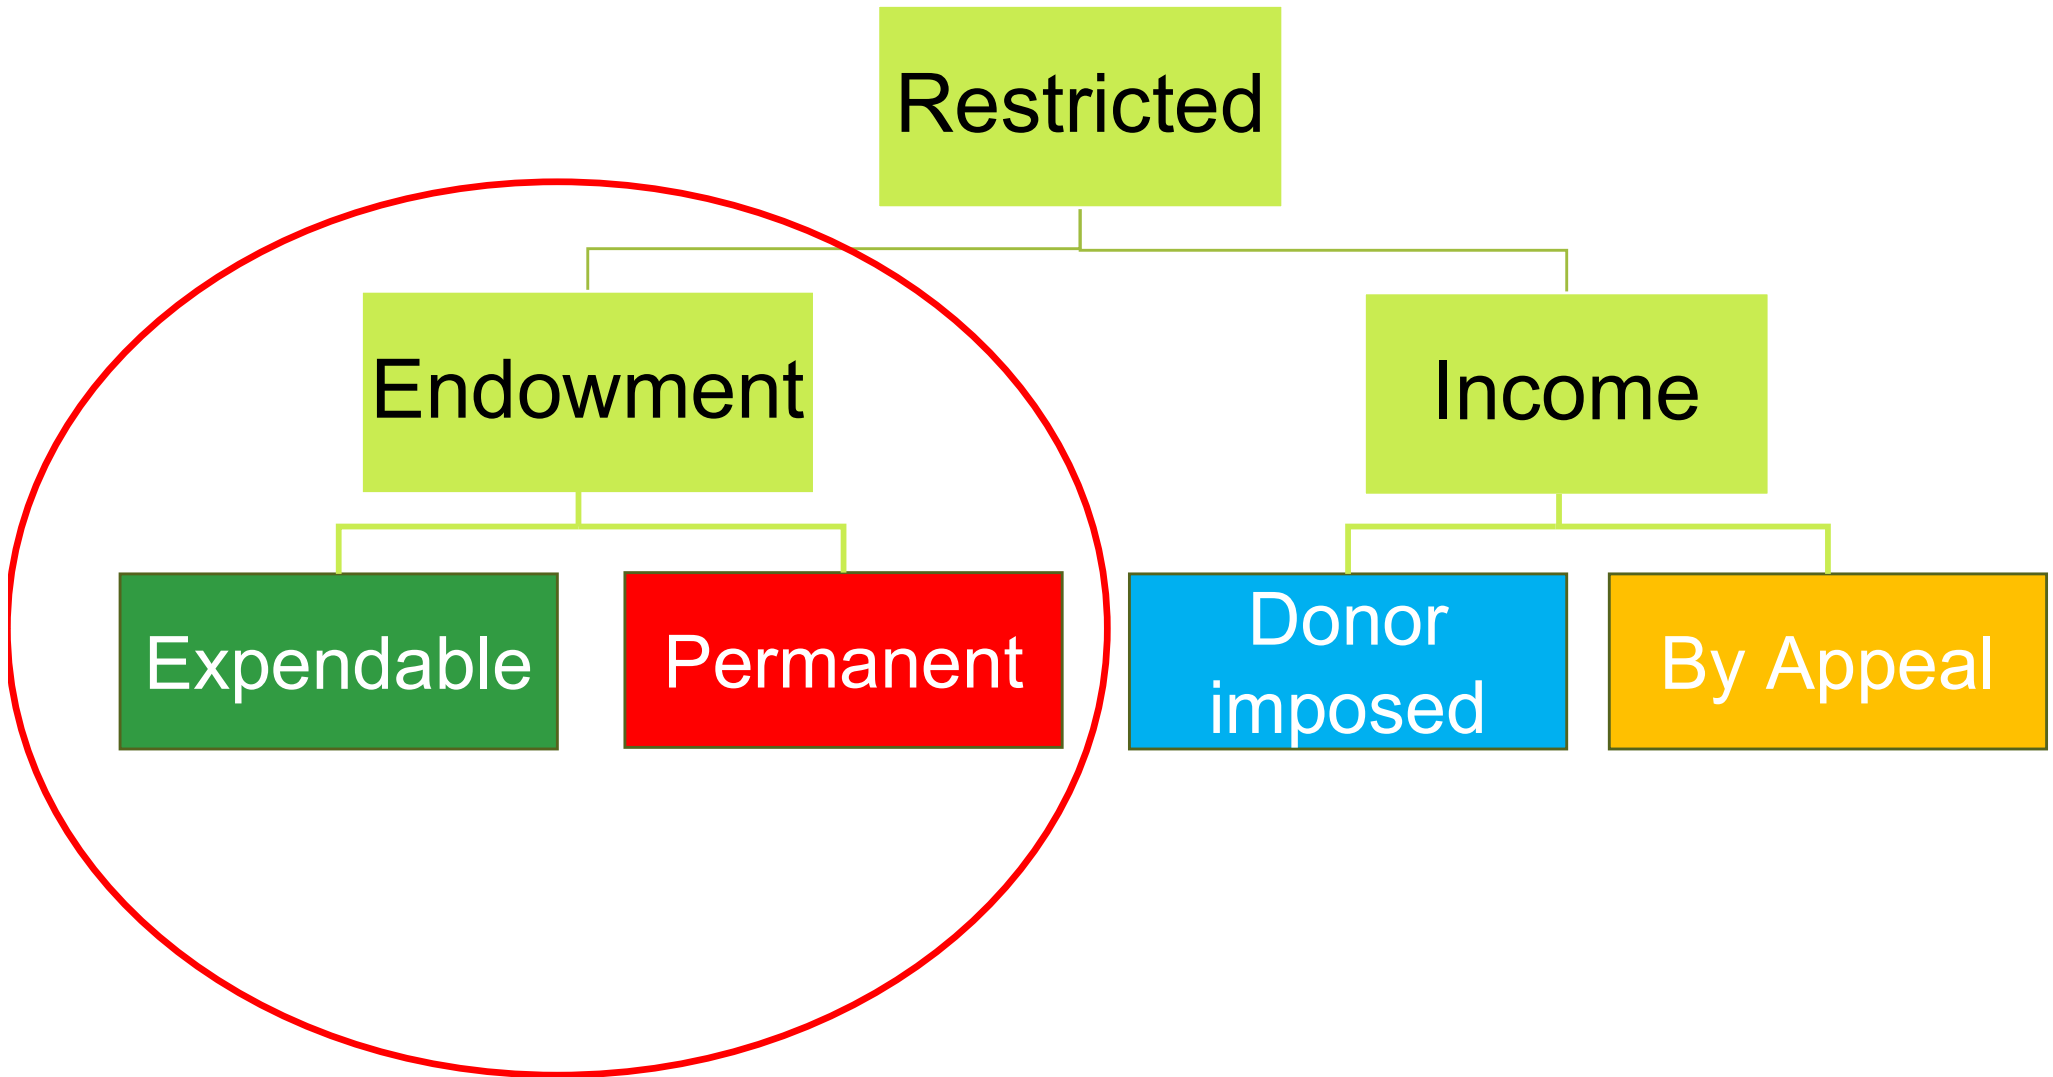 Restricted
Endowment
Income
Expendable
Permanent
Donor
imposed
By Appeal